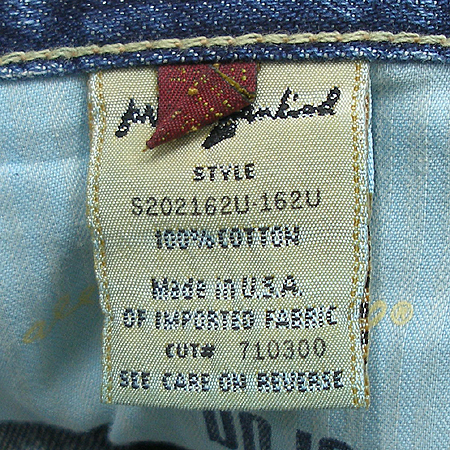 STYLE
S202162U-162U
100% COTTON
Made in U.S.A.
OF IMPORTED FABRIC
CUT# 710300
SEE CARE ON REVERSE